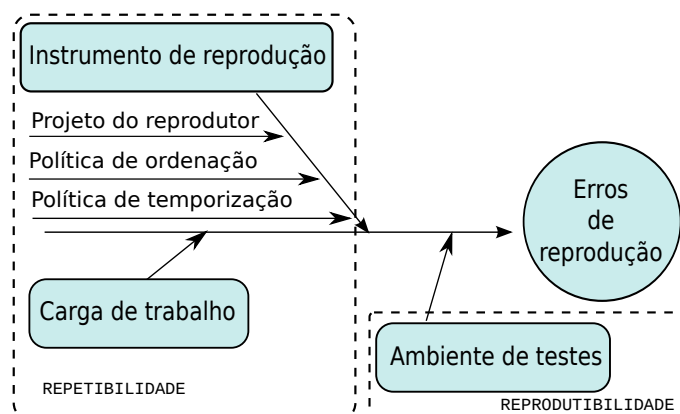 Instrumento de reprodução
Projeto do reprodutor
Política de ordenação
Política de temporização
Erros
de
reprodução
Carga de trabalho
Ambiente de testes
REPETIBILIDADE
REPRODUTIBILIDADE